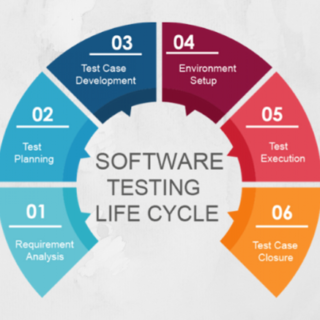 03
Test Case
Development
04
Environment
Setup
02
Test
Planning
05
Test
Execution
SOFTWARE
TESTING
LIFE CYCLE
01
Requirement
Analysis
06
Test Case
Closure